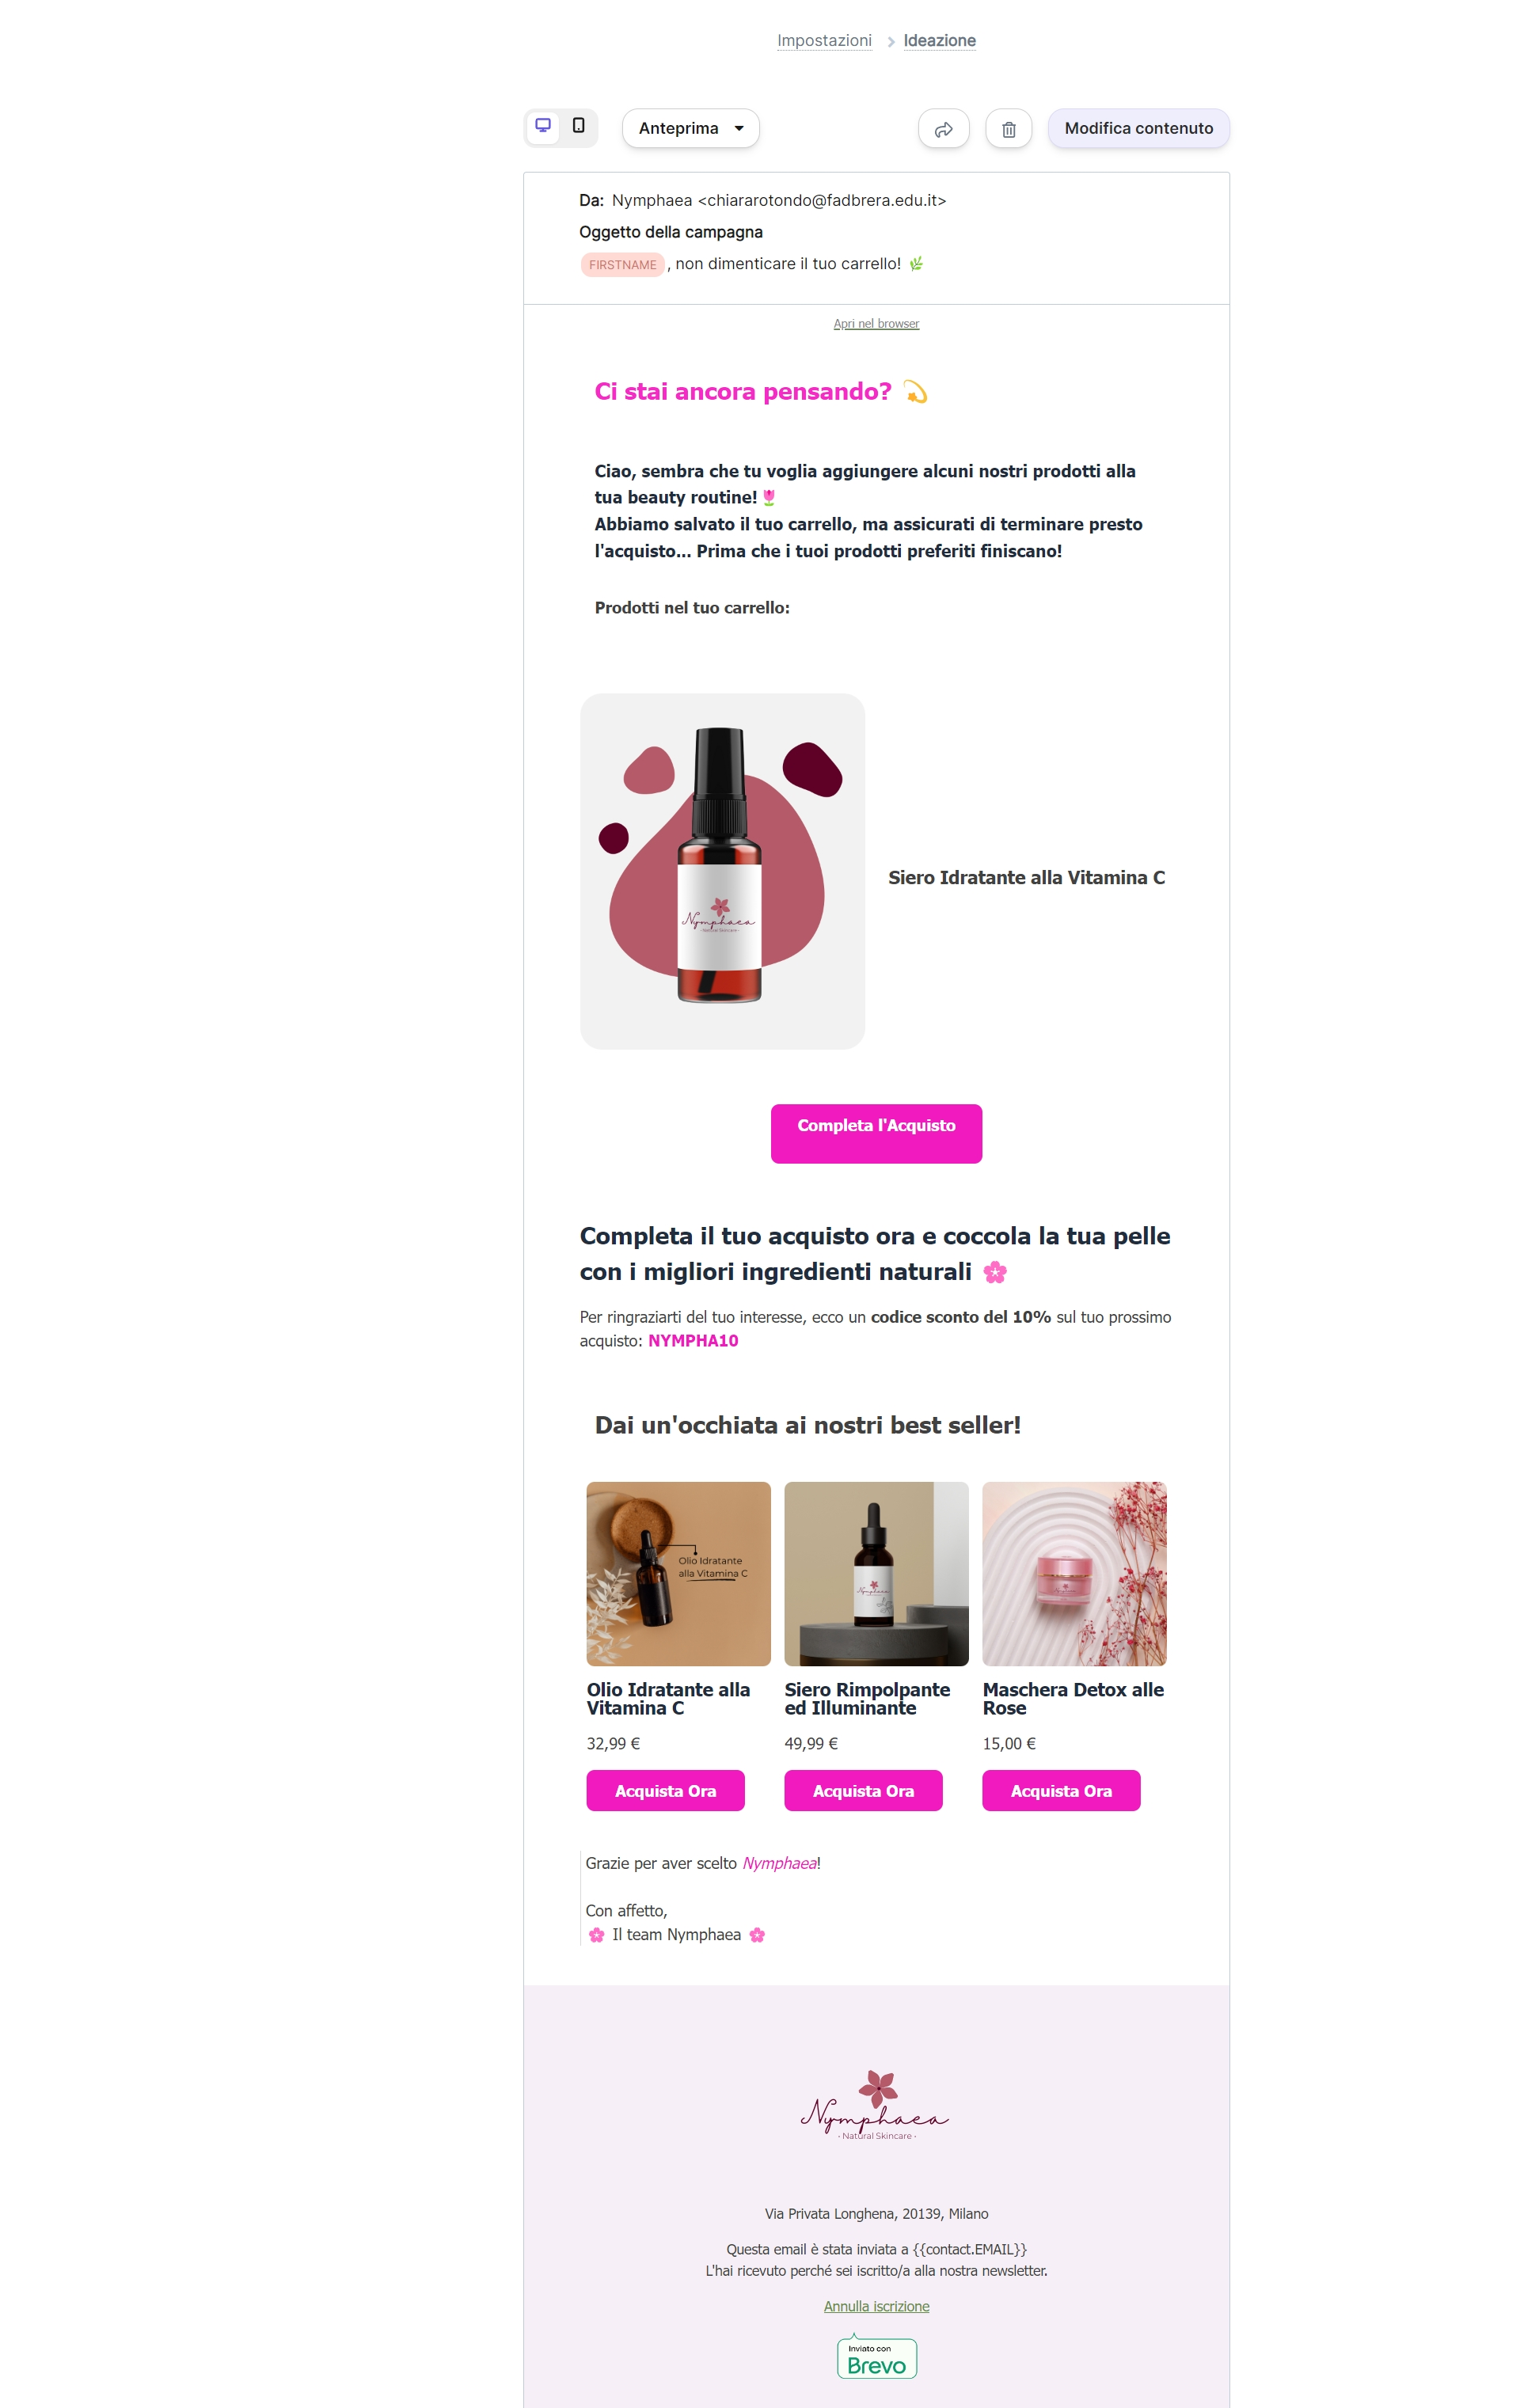 Impostazioni > Ideazione
Anteprima
Modifica contenuto
Da: Nymphaea <chiararotondo@fadbrera.edu.it>
Oggetto della campagna
FIRSTNAME, non dimenticare il tuo carrello! 🌿
Apri nel browser
Ci stai ancora pensando? 💫
Ciao, sembra che tu voglia aggiungere alcuni nostri prodotti alla
tua beauty routine!🌷
Abbiamo salvato il tuo carrello, ma assicurati di terminare presto
l'acquisto... Prima che i tuoi prodotti preferiti finiscano!
Prodotti nel tuo carrello:
Nymphaea
• Natural Skincare •
Siero Idratante alla Vitamina C
Completa l'Acquisto
Completa il tuo acquisto ora e coccola la tua pelle
con i migliori ingredienti naturali 🌸
Per ringraziarti del tuo interesse, ecco un codice sconto del 10% sul tuo prossimo
acquisto: NYMPHA10
Dai un'occhiata ai nostri best seller!
Olio Idratante
alla Vitamina C
Nymphaea
Olio Idratante alla
Vitamina C
32,99 €
Acquista Ora
Siero Rimpolpante
ed Illuminante
49,99 €
Acquista Ora
Maschera Detox alle
Rose
15,00 €
Acquista Ora
Grazie per aver scelto Nymphaea!
Con affetto,
🌸 Il team Nymphaea 🌸
Nymphaea
• Natural Skincare •
Via Privata Longhena, 20139, Milano
Questa email è stata inviata a {{contact.EMAIL}}
L'hai ricevuto perché sei iscritto/a alla nostra newsletter.
Annulla iscrizione
Inviato con
Brevo